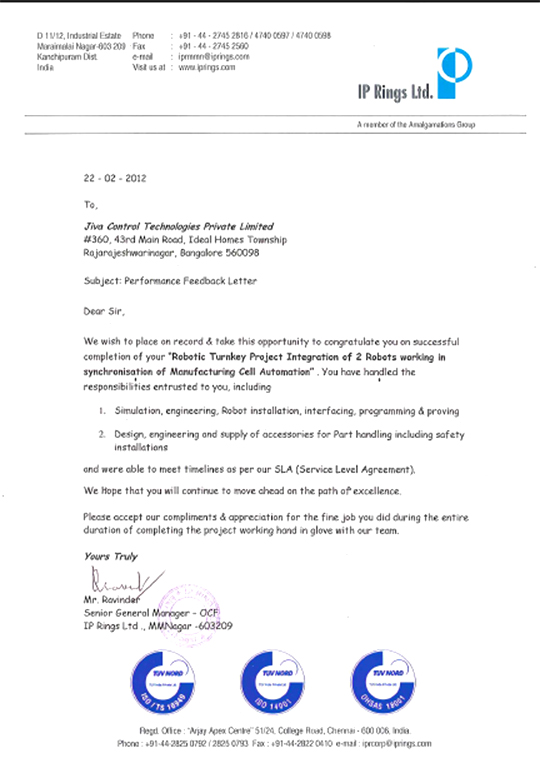 D 11/12, Industrial Estate Phone : +91 - 44 - 2745 2816 / 4740 0597 / 4740 0598
Maraimalai Nagar-603 209 Fax : +91 - 44 - 2745 2560
Kanchipuram Dist. e-mail : iprmmn@iprings.com
India Visit us at : www.iprings.com
IP Rings Ltd.
A member of the Amalgamations Group
22 - 02 - 2012
To,
Jiva Control Technologies Private Limited
#360, 43rd Main Road, Ideal Homes Township
Rajarajeshwarinagar, Bangalore 560098
Subject: Performance Feedback Letter
Dear Sir,
We wish to place on record & take this opportunity to congratulate you on successful
completion of your "Robotic Turnkey Project Integration of 2 Robots working in
synchronisation of Manufacturing Cell Automation" . You have handled the
responsibilities entrusted to you, including
1. Simulation, engineering, Robot installation, interfacing, programming & proving
2. Design, engineering and supply of accessories for Part handling including safety
installations
and were able to meet timelines as per our SLA (Service Level Agreement).
We Hope that you will continue to move ahead on the path of excellence.
Please accept our compliments & appreciation for the fine job you did during the entire
duration of completing the project working hand in glove with our team.
Yours Truly
Mr. Ravinder
Senior General Manager - OCF
IP Rings Ltd ., MMNagar -603209
TÜV NORD
ISO / TS 16949
TÜV NORD
ISO 14001
TÜV NORD
OHSAS 18001
Regd. Office : "Arjay Apex Centre" 51/24, College Road, Chennai - 600 006, India.
Phone : +91-44-2825 0792 / 2826 0793 Fax : +91-44-2822 0410 e-mail : iprcorp@iprings.com